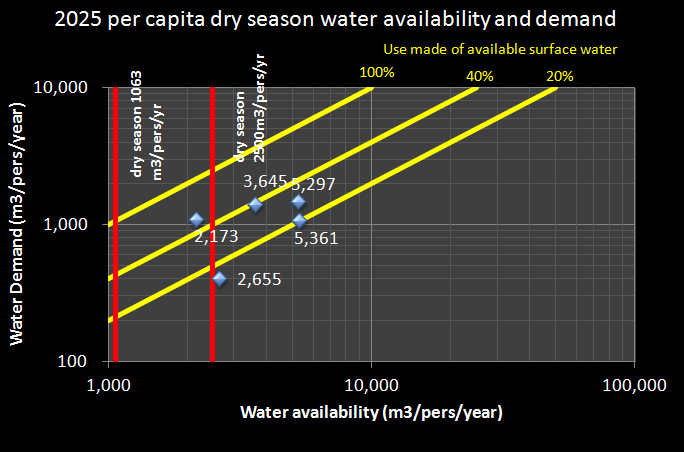 2025 per capita dry season water availability and demand
Use made of available surface water
100%
40%
20%
10,000
1,000
100
Water Demand (m3/pers/year)
dry season 1063
m3/pers/yr
dry season
2500m3/pers/yr
3,645
5,297
2,173
5,361
2,655
1,000
10,000
100,000
Water availability (m3/pers/year)